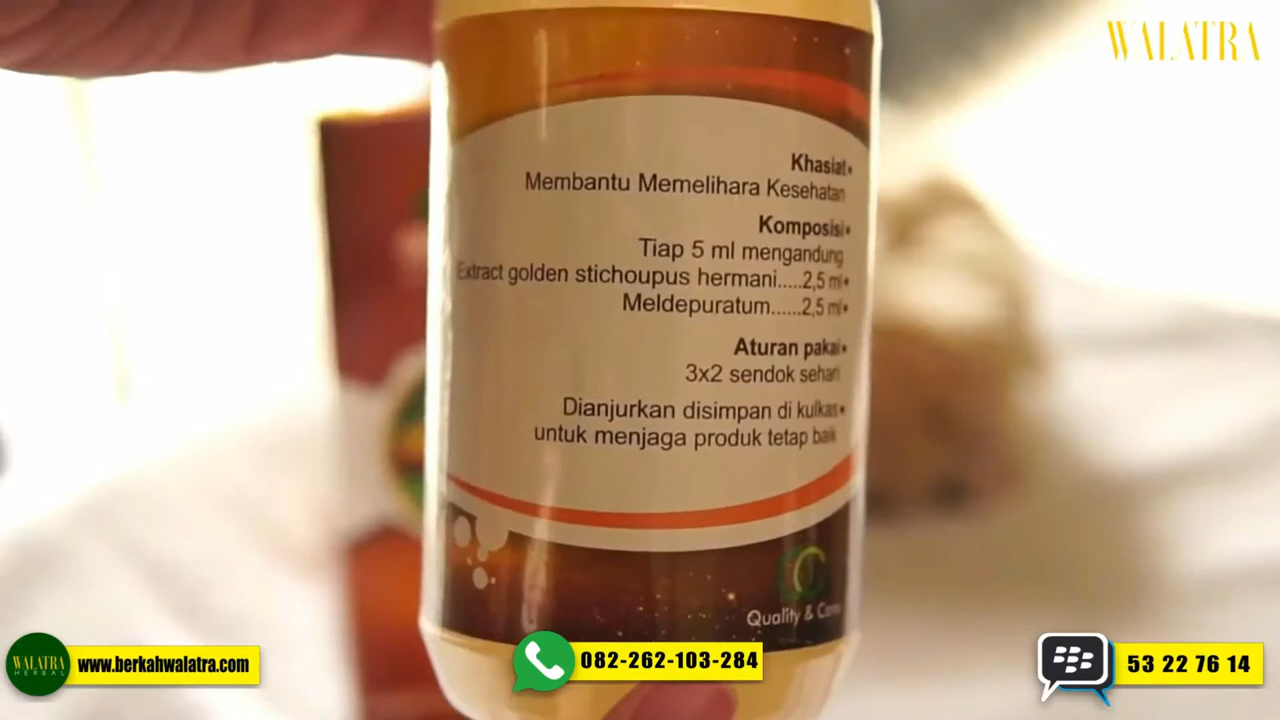 WALATRA
Khasiat•
Membantu Memelihara Kesehatan
Komposisi•
Tiap 5 ml mengandung
Extract golden stichoupus hermani.....2,5 ml•
Meldepuratum......2,5 ml•
Aturan pakai•
3x2 sendok sehari
Dianjurkan disimpan di kulkas•
untuk menjaga produk tetap baik
Quality & Care
WALATRA
HERBAL
www.berkahwalatra.com
082-262-103-284
53 22 76 14